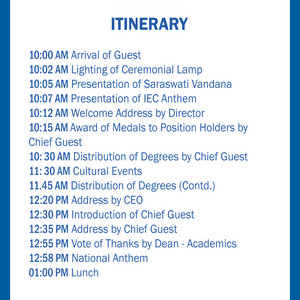 ITINERARY
10:00 AM Arrival of Guest
10:02 AM Lighting of Ceremonial Lamp
10:05 AM Presentation of Saraswati Vandana
10:07 AM Presentation of IEC Anthem
10:12 AM Welcome Address by Director
10:15 AM Award of Medals to Position Holders by
Chief Guest
10: 30 AM Distribution of Degrees by Chief Guest
11: 30 AM Cultural Events
11.45 AM Distribution of Degrees (Contd.)
12:20 PM Address by CEO
12:30 PM Introduction of Chief Guest
12:35 PM Address by Chief Guest
12:55 PM Vote of Thanks by Dean - Academics
12:58 PM National Anthem
01:00 PM Lunch